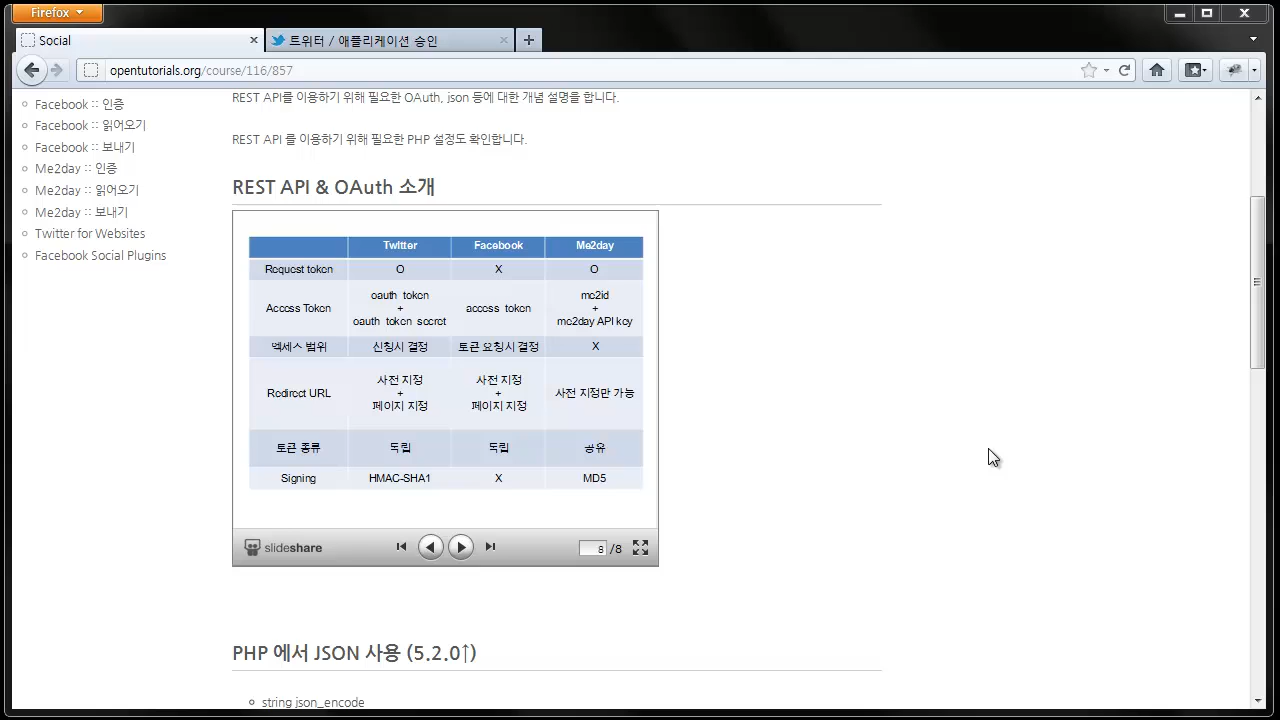 Firefox
Social
트위터 / 애플리케이션 승인
opentutorials.org/course/116/857
Facebook :: 인증
Facebook :: 읽어오기
Facebook :: 보내기
Me2day :: 인증
Me2day :: 읽어오기
Me2day :: 보내기
Twitter for Websites
Facebook Social Plugins
REST API를 이용하기 위해 필요한 OAuth, json 등에 대한 개념 설명을 합니다.
REST API 를 이용하기 위해 필요한 PHP 설정도 확인합니다.
REST API & OAuth 소개
Twitter Facebook Me2day
Request token O X O
Access Token oauth_token + oauth_token_secret access_token me2id + me2day API key
엑세스 범위 신청시 결정 토큰 요청시 결정 X
Redirect URL 사전 지정 + 페이지 지정 사전 지정 + 페이지 지정 사전 지정만 가능
토큰 종류 독립 독립 공유
Signing HMAC-SHA1 X MD5
slideshare 8 /8
PHP 에서 JSON 사용 (5.2.0↑)
string json_encode